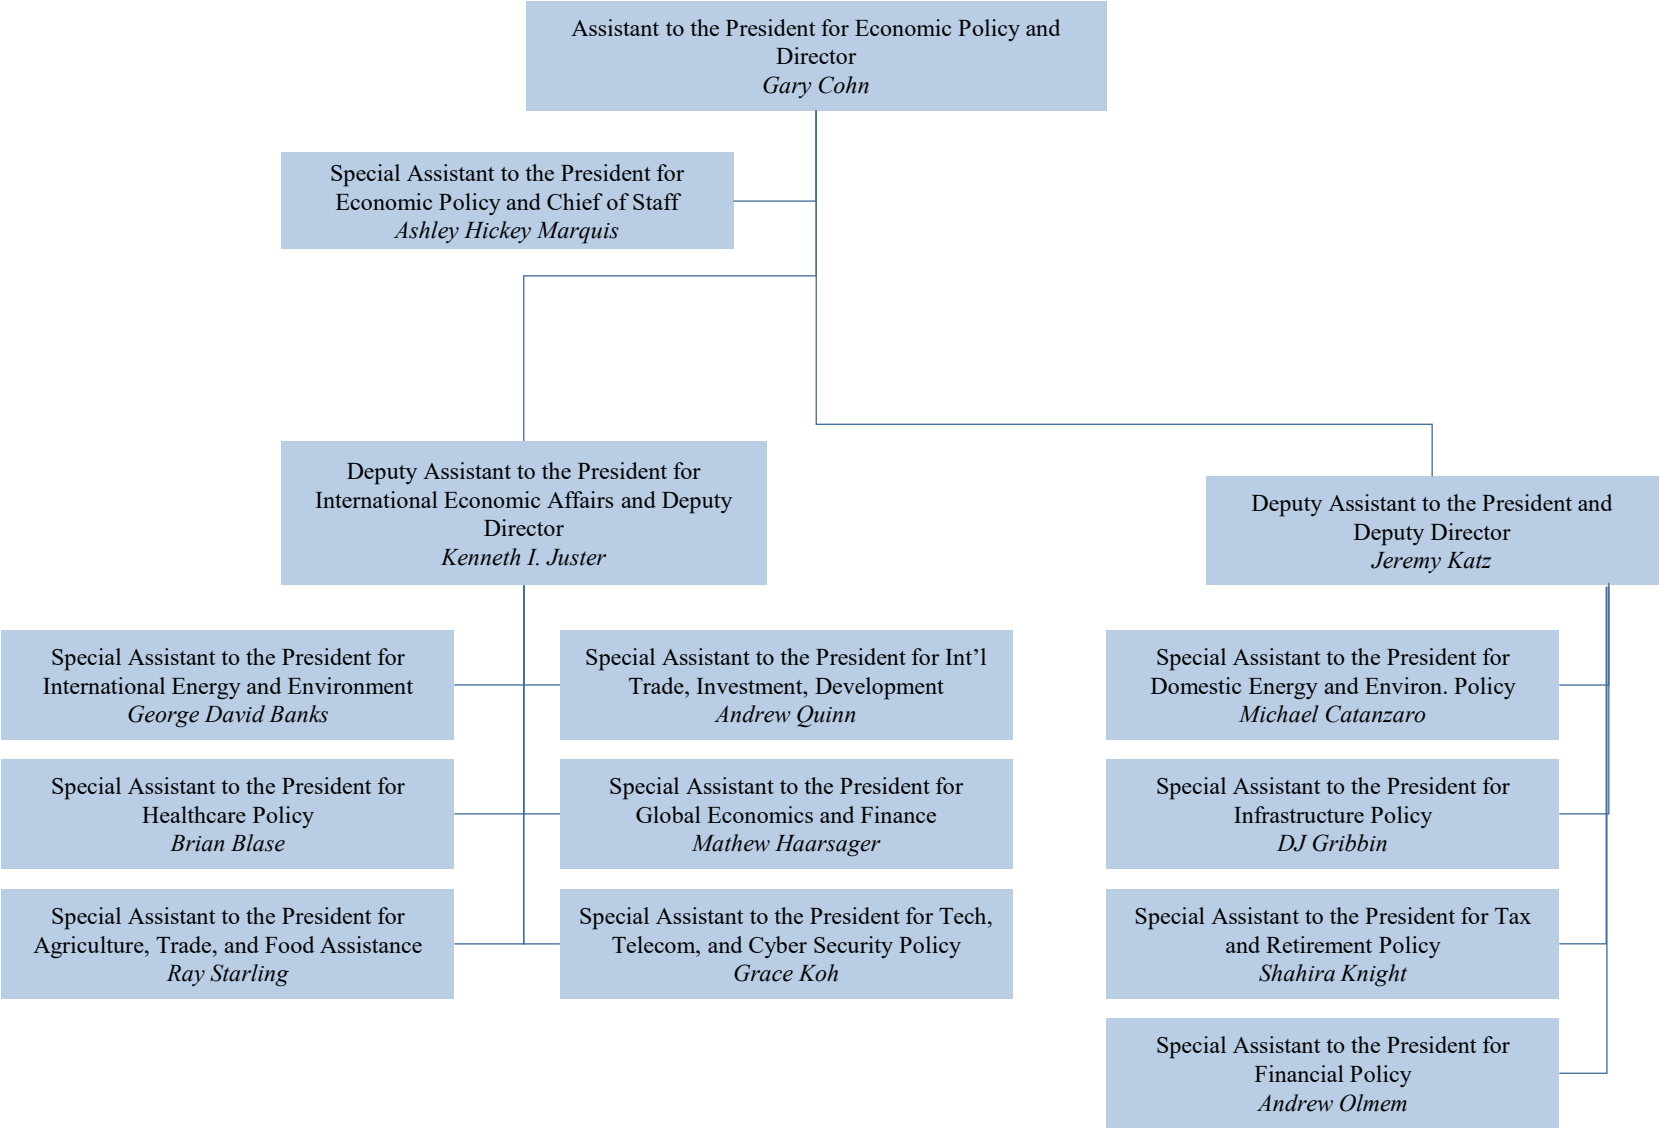 Assistant to the President for Economic Policy and
Director
Gary Cohn
Special Assistant to the President for
Economic Policy and Chief of Staff
Ashley Hickey Marquis
Deputy Assistant to the President for
International Economic Affairs and Deputy
Director
Kenneth I. Juster
Deputy Assistant to the President and
Deputy Director
Jeremy Katz
Special Assistant to the President for
International Energy and Environment
George David Banks
Special Assistant to the President for Int’l
Trade, Investment, Development
Andrew Quinn
Special Assistant to the President for
Domestic Energy and Environ. Policy
Michael Catanzaro
Special Assistant to the President for
Healthcare Policy
Brian Blase
Special Assistant to the President for
Global Economics and Finance
Mathew Haarsager
Special Assistant to the President for
Infrastructure Policy
DJ Gribbin
Special Assistant to the President for
Agriculture, Trade, and Food Assistance
Ray Starling
Special Assistant to the President for Tech,
Telecom, and Cyber Security Policy
Grace Koh
Special Assistant to the President for Tax
and Retirement Policy
Shahira Knight
Special Assistant to the President for
Financial Policy
Andrew Olmem